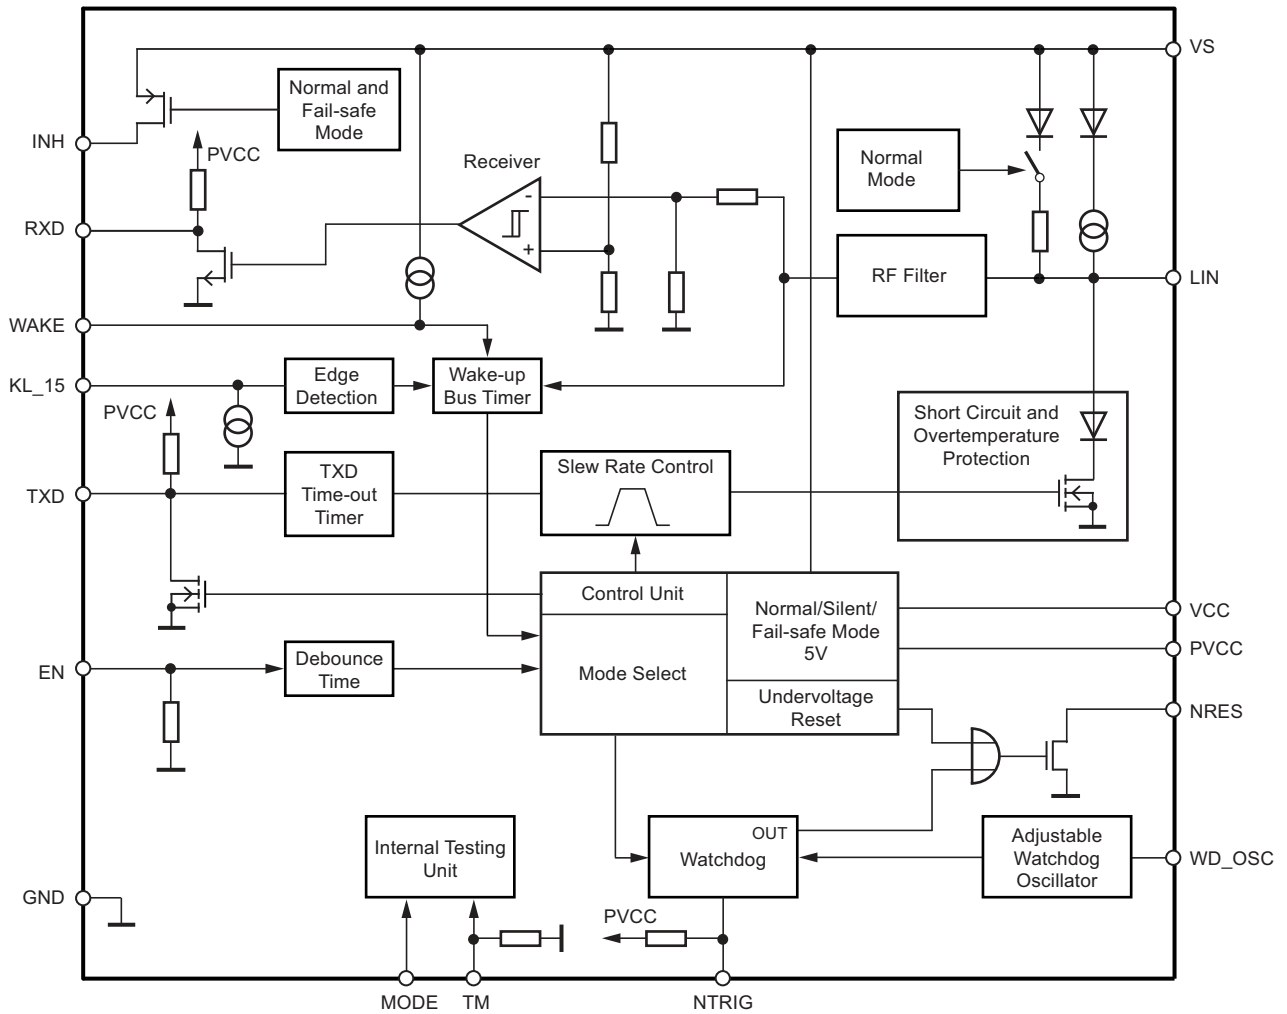 VS
Normal and
Fail-safe
Mode
INH
PVCC
Receiver
Normal
Mode
-
RXD
+
RF Filter
LIN
WAKE
KL_15
Edge
Detection
Wake-up
Bus Timer
PVCC
Short Circuit and
Overtemperature
Protection
TXD
TXD
Time-out
Timer
Slew Rate Control
Control Unit
Normal/Silent/
Fail-safe Mode
5V
VCC
PVCC
EN
Debounce
Time
Mode Select
Undervoltage
Reset
NRES
Internal Testing
Unit
OUT
Watchdog
Adjustable
Watchdog
Oscillator
WD_OSC
GND
PVCC
MODE
TM
NTRIG